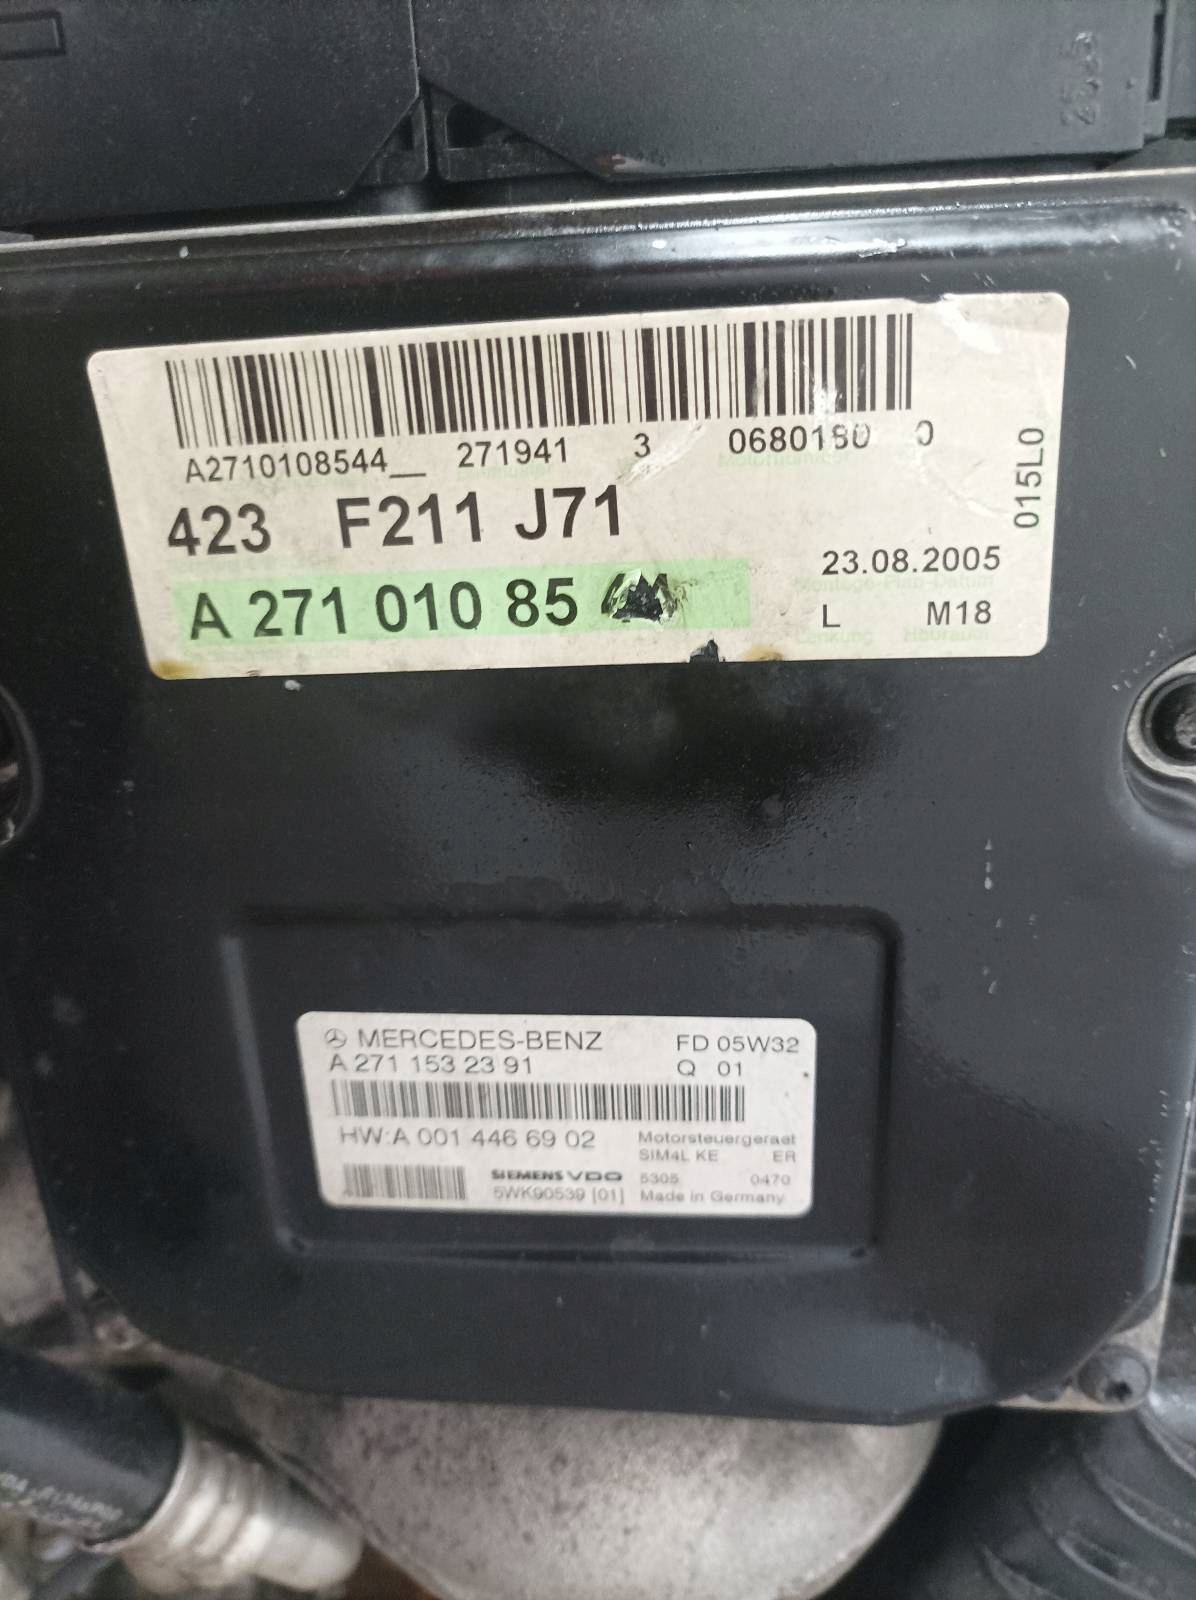 A2710108544__ 271941 3 0680180 0
423 F211 J71
A 271 010 85
23.08.2005
L M18
015L0
MERCEDES-BENZ FD 05W32
A 271 153 23 91 Q 01
HW:A 001 446 69 02 Motorsteuergeraet
SIM4L KE ER
SIEMENS VDO 5305 0470
5WK90539 [01] Made in Germany